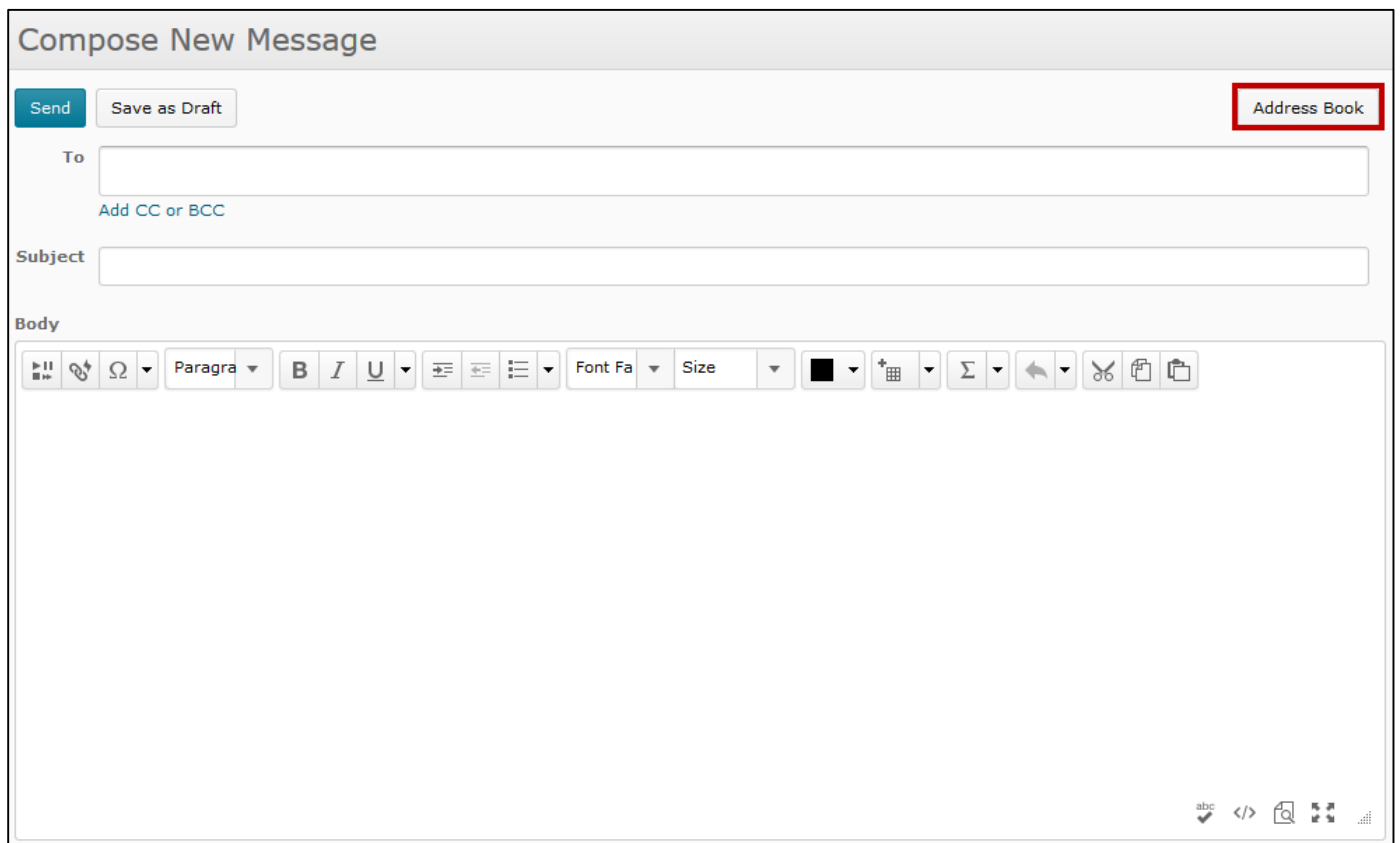 Compose New Message
Send Save as Draft Address Book
To
Add CC or BCC
Subject
Body
Ω Paragra B I U Font Fa Size Σ
abc </>